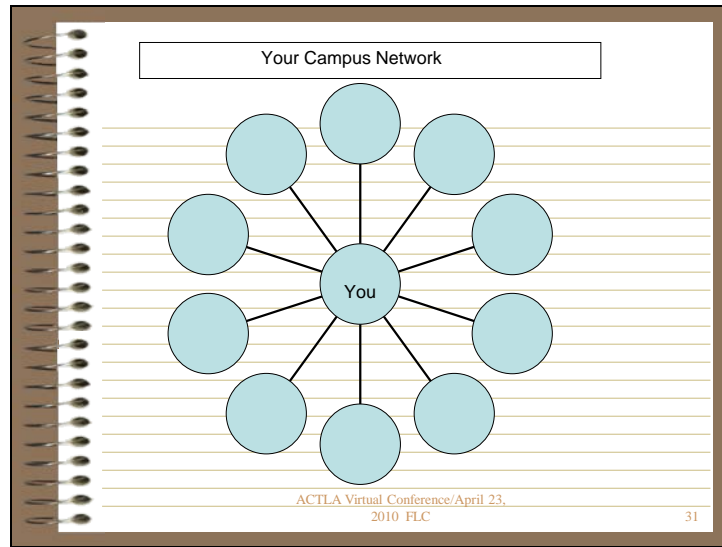 Your Campus Network
You
ACTLA Virtual Conference/April 23,
2010 FLC
31